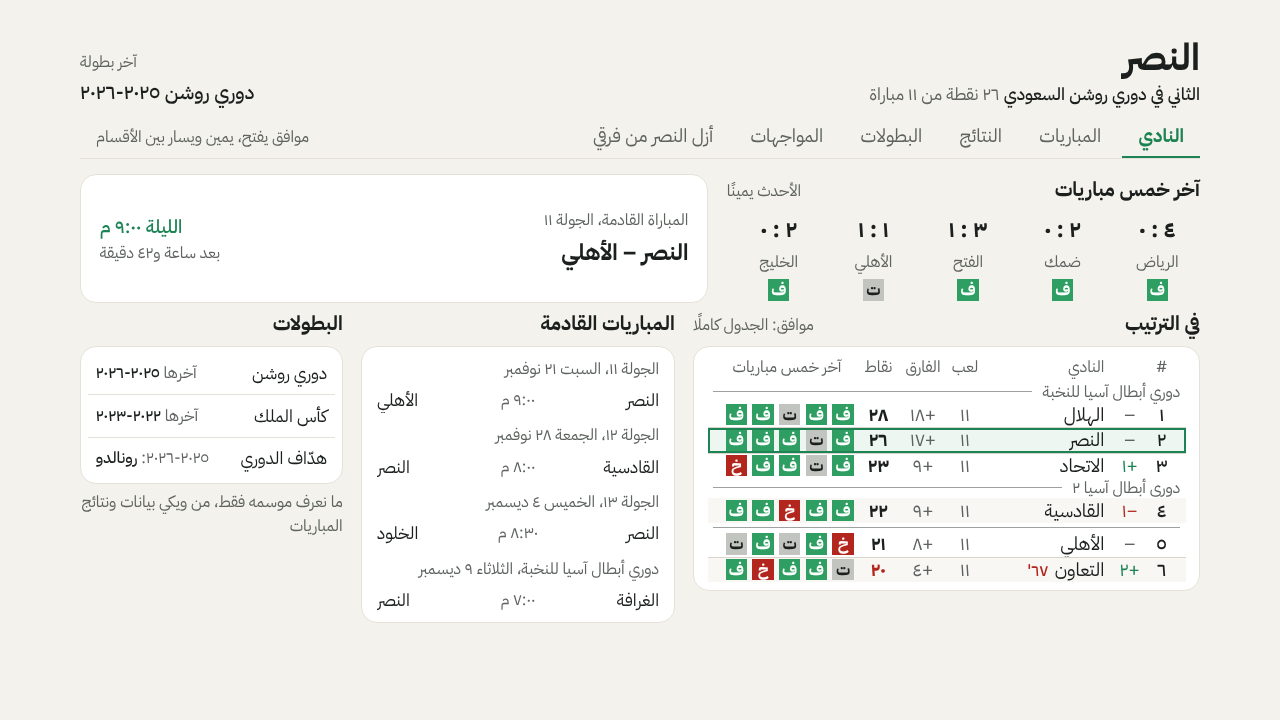 النصر
الثاني في دوري روشن السعودي ٢٦ نقطة من ١١ مباراة
آخر بطولة
دوري روشن ٢٠٢٥-٢٠٢٦
النادي المباريات النتائج البطولات المواجهات أزل النصر من فرقي
موافق يفتح، يمين ويسار بين الأقسام
آخر خمس مباريات
الأحدث يمينًا
٤ : ٠ ٢ : ٠ ٣ : ١ ١ : ١ ٢ : ٠
الرياض ضمك الفتح الأهلي الخليج
ف ف ف ت ف
المباراة القادمة، الجولة ١١
النصر – الأهلي
الليلة ٩:٠٠ م
بعد ساعة و٤٢ دقيقة
في الترتيب
موافق: الجدول كاملًا
# النادي لعب الفارق نقاط آخر خمس مباريات
دوري أبطال آسيا للنخبة
١ – الهلال ١١ +١٨ ٢٨ ف ف ت ف ف
٢ – النصر ١١ +١٧ ٢٦ ف ت ف ف ف
٣ +١ الاتحاد ١١ +٩ ٢٣ ف ت ف ف خ
دوري أبطال آسيا ٢
٤ −١ القادسية ١١ +٩ ٢٢ ف ف خ ف ف
٥ – الأهلي ١١ +٨ ٢١ خ ف ت ف ت
٦ +٢ التعاون ٦٧' ١١ +٤ ٢٠ ت ف ف خ ف
المباريات القادمة
الجولة ١١، السبت ٢١ نوفمبر
النصر ٩:٠٠ م الأهلي
الجولة ١٢، الجمعة ٢٨ نوفمبر
القادسية ٨:٠٠ م النصر
الجولة ١٣، الخميس ٤ ديسمبر
النصر ٨:٣٠ م الخلود
دوري أبطال آسيا للنخبة، الثلاثاء ٩ ديسمبر
الغرافة ٧:٠٠ م النصر
البطولات
دوري روشن آخرها ٢٠٢٥-٢٠٢٦
كأس الملك آخرها ٢٠٢٢-٢٠٢٣
هدّاف الدوري ٢٠٢٥-٢٠٢٦: رونالدو
ما نعرف موسمه فقط، من ويكي بيانات ونتائج
المباريات